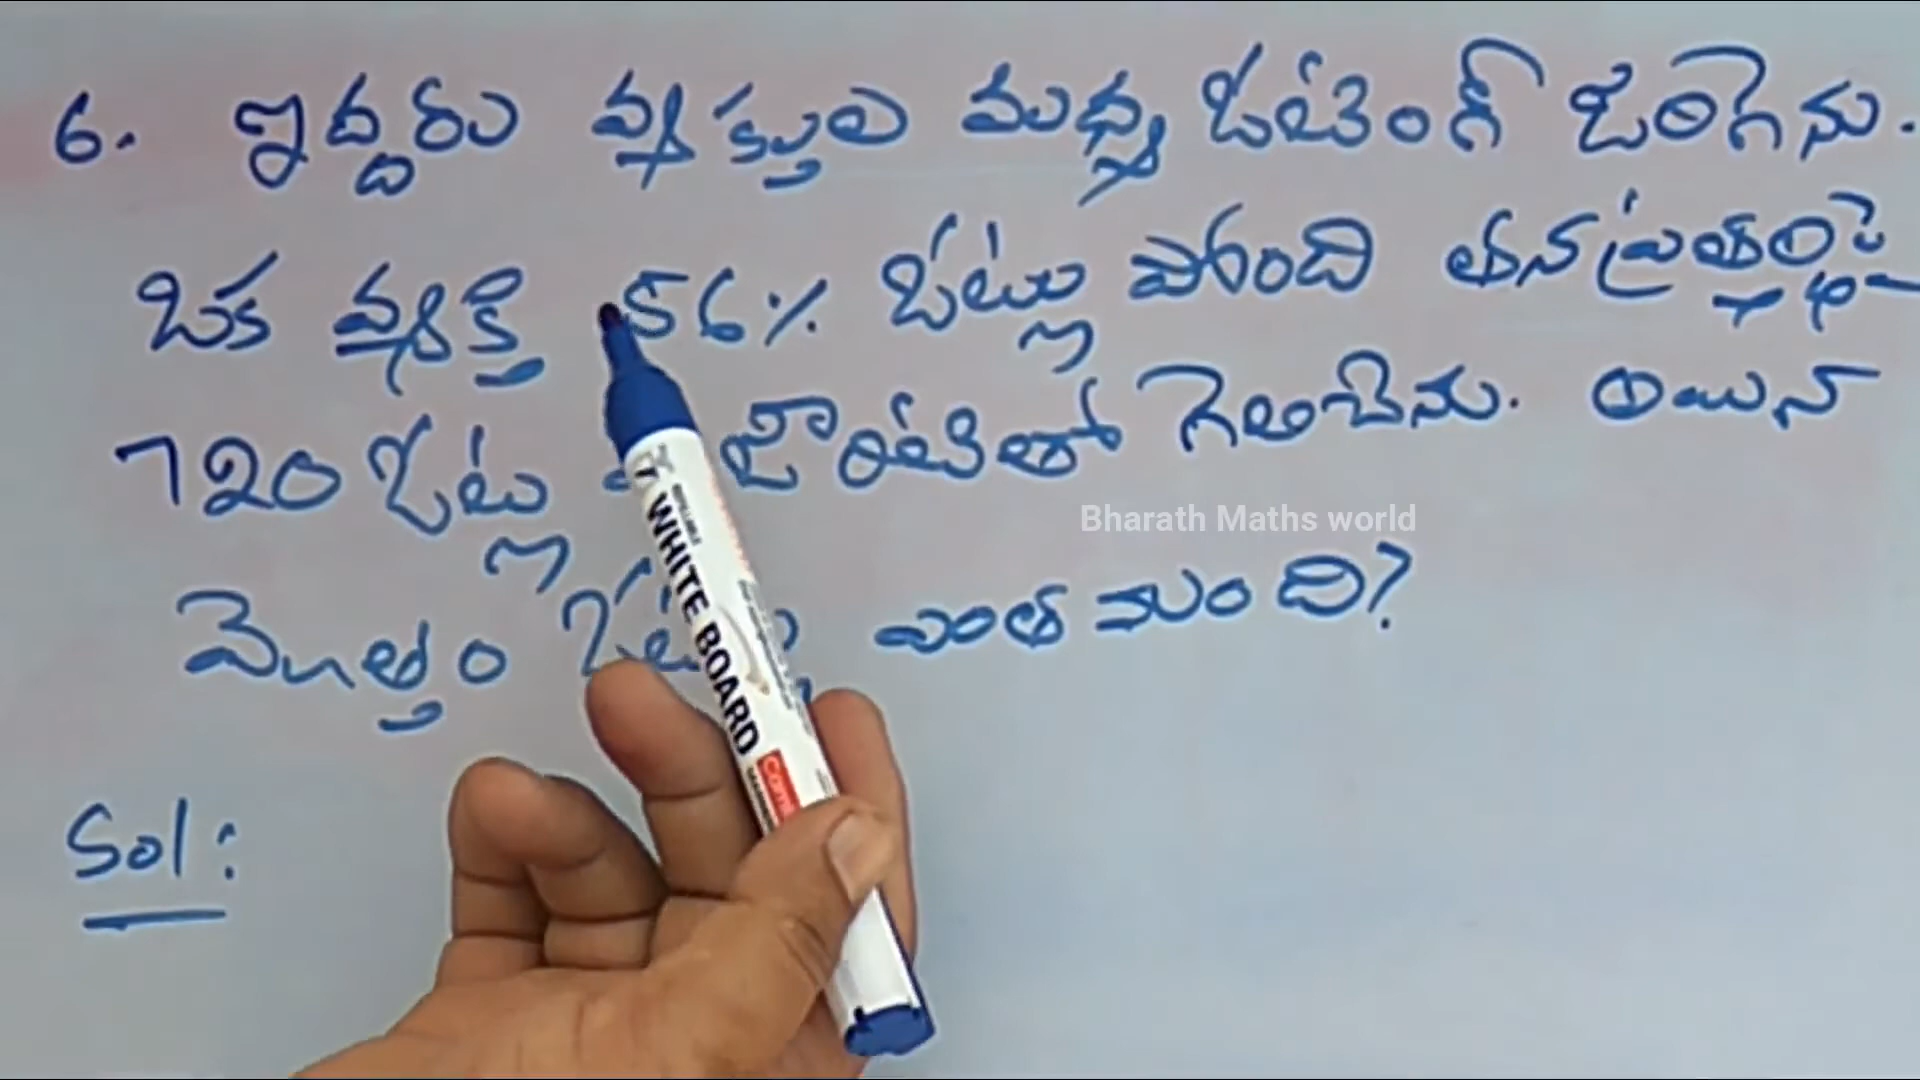 6. ఇద్దరు వ్యక్తుల మధ్య ఓటింగ్ జరిగెను.
ఒక వ్యక్తి 56% ఓట్లు పొంది తన ప్రత్యర్థిపై
720 ఓట్ల మెజారిటీతో గెలిచెను. అయిన
Bharath Maths world
మొత్తం ఎంత మంది?
Sol:
WHITE BOARD